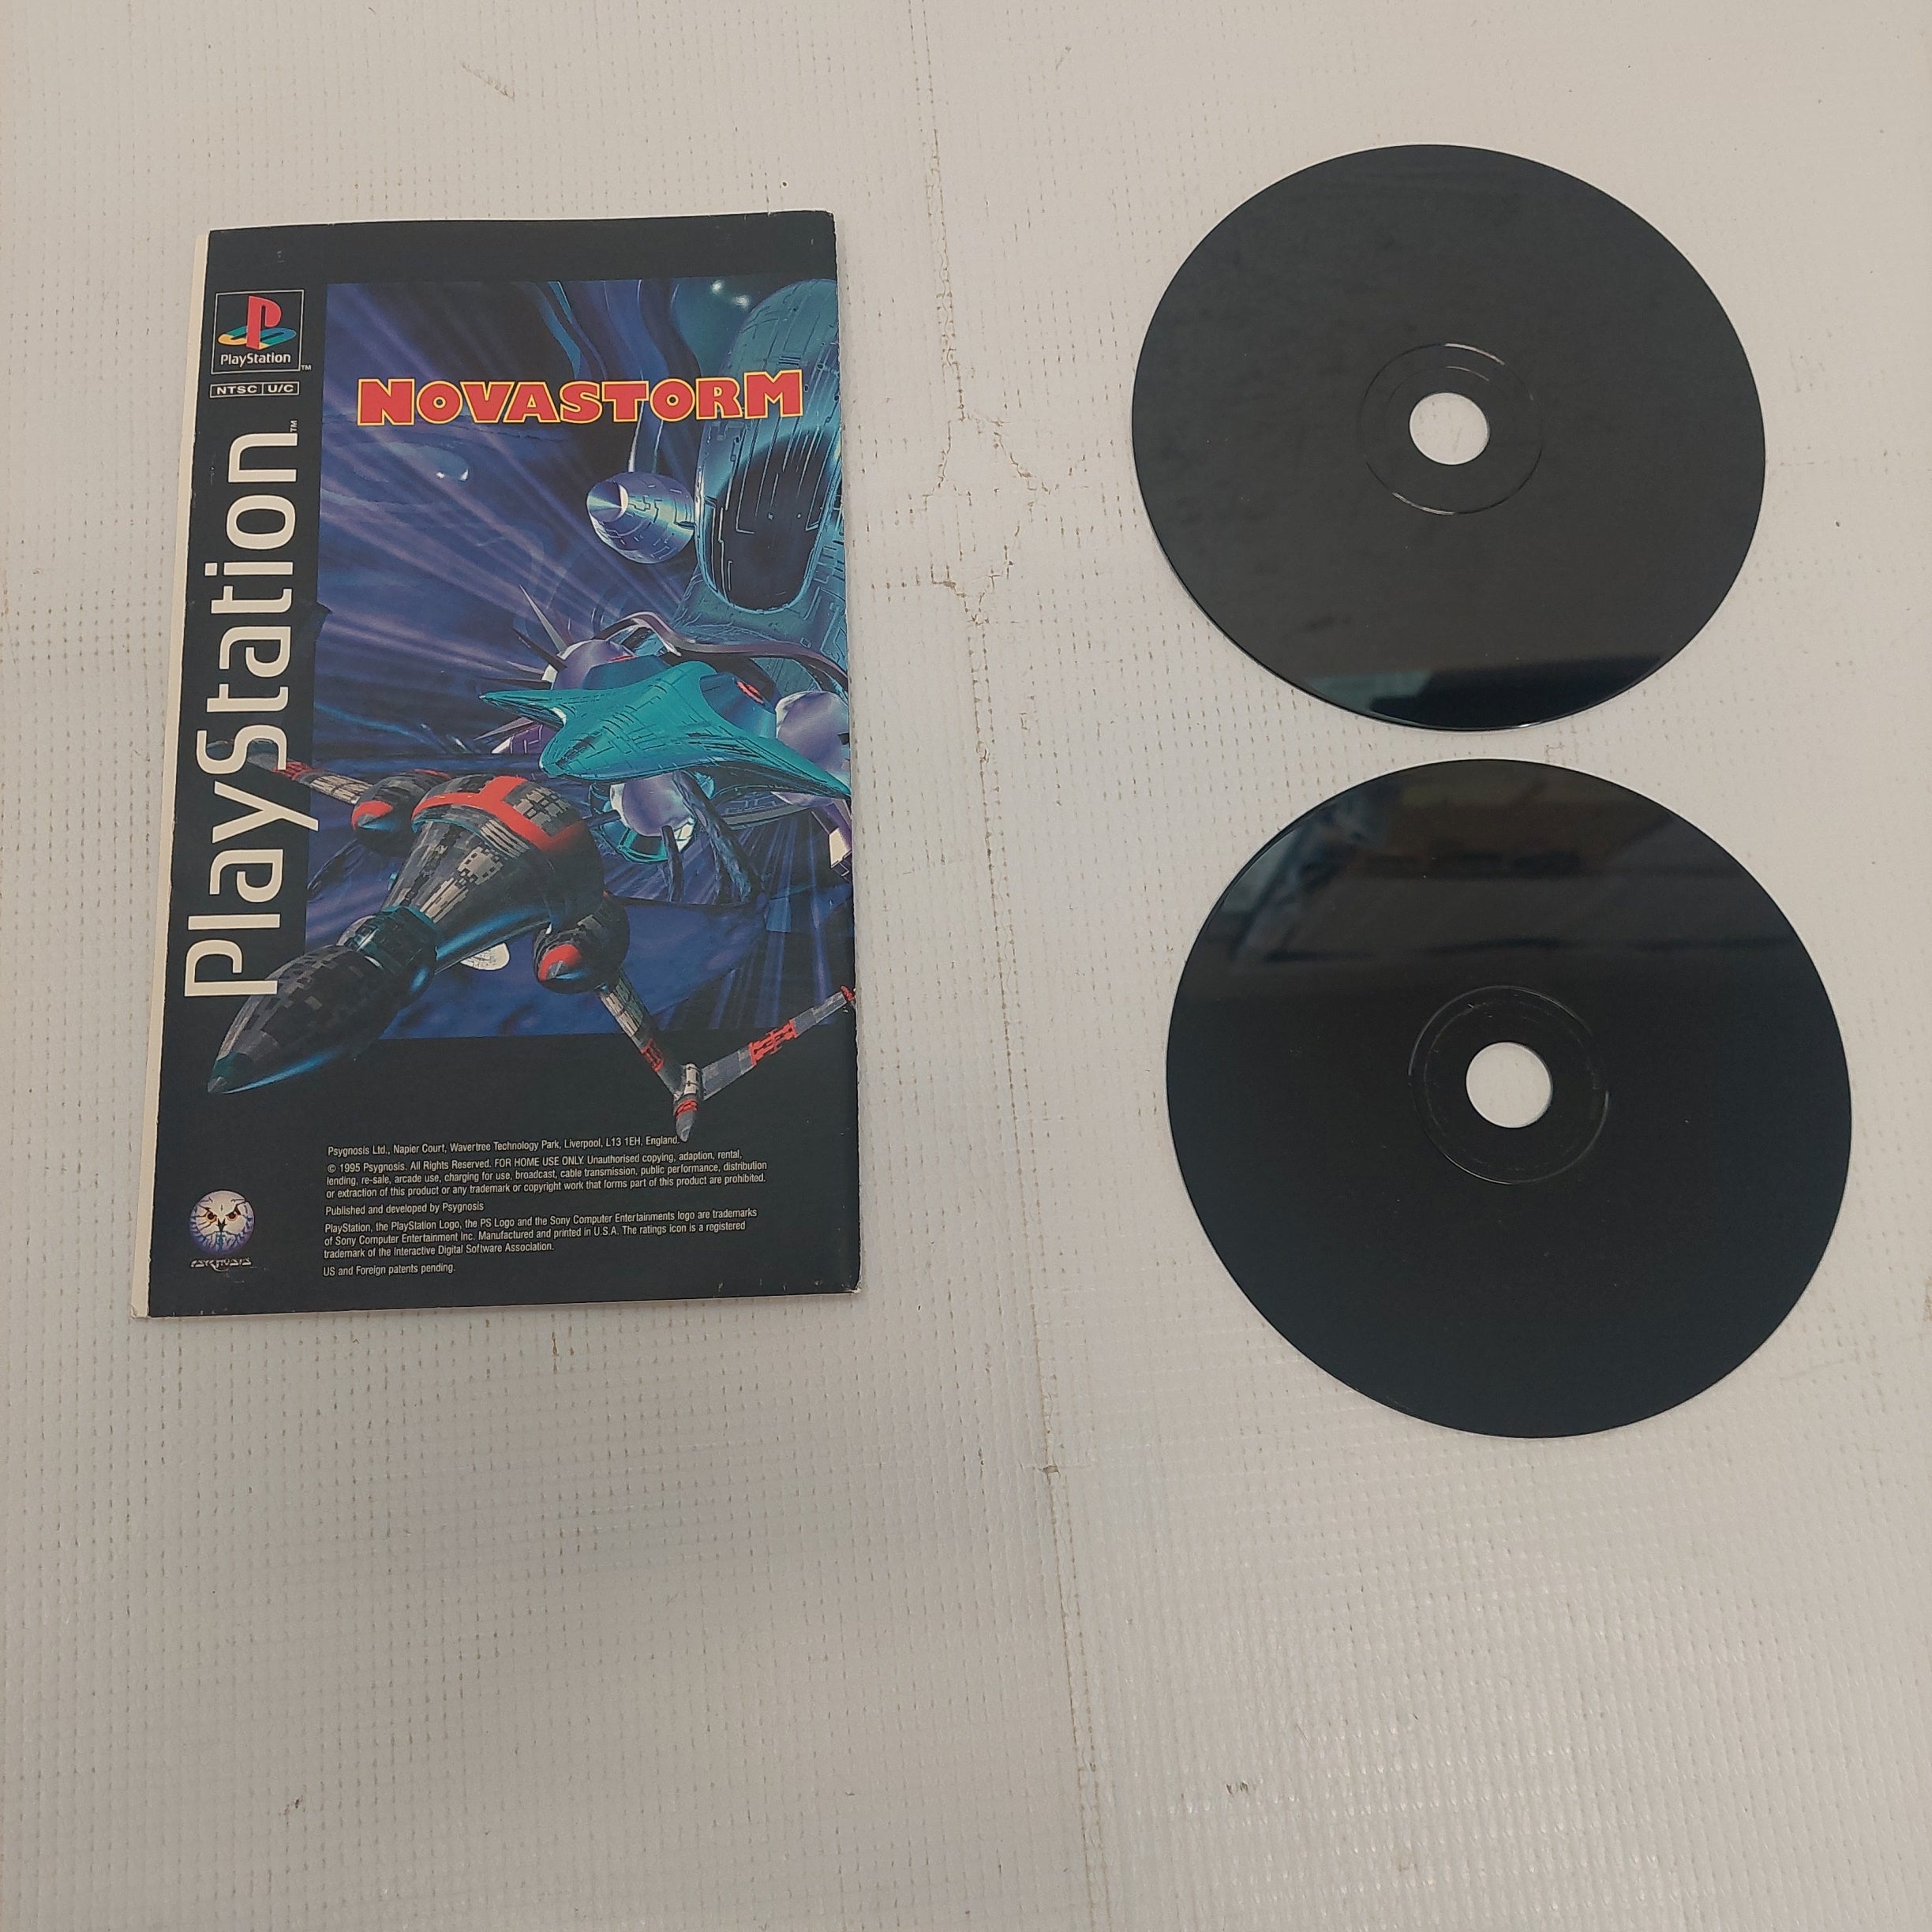 PlayStation
™
NTSC U/C
PlayStation™
NOVASTORM
Psygnosis Ltd., Napier Court, Wavertree Technology Park, Liverpool, L13 1EH, England.
© 1995 Psygnosis. All Rights Reserved. FOR HOME USE ONLY. Unauthorised copying, adaption, rental,
lending, re-sale, arcade use, charging for use, broadcast, cable transmission, public performance, distribution
or extraction of this product or any trademark or copyright work that forms part of this product are prohibited.
Published and developed by Psygnosis
PlayStation, the PlayStation Logo, the PS Logo and the Sony Computer Entertainments logo are trademarks
of Sony Computer Entertainment Inc. Manufactured and printed in U.S.A. The ratings icon is a registered
trademark of the Interactive Digital Software Association.
US and Foreign patents pending.
PSYGNOSIS